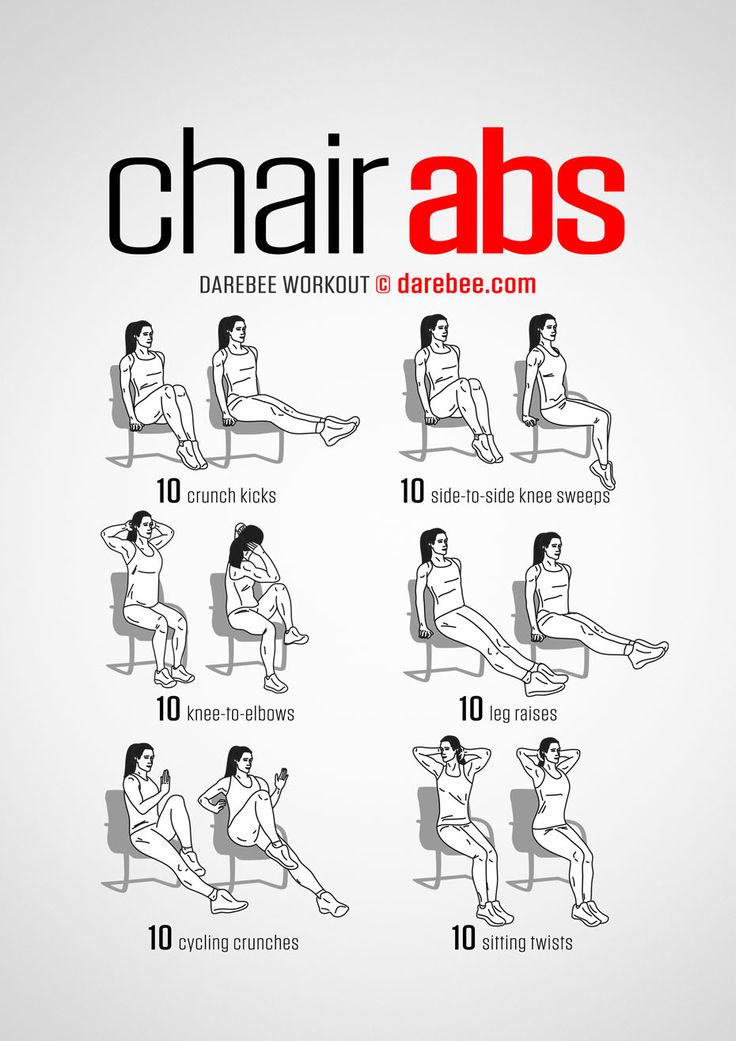 chair abs
DAREBEE WORKOUT © darebee.com
10 crunch kicks
10 side-to-side knee sweeps
10 knee-to-elbows
10 leg raises
10 cycling crunches
10 sitting twists